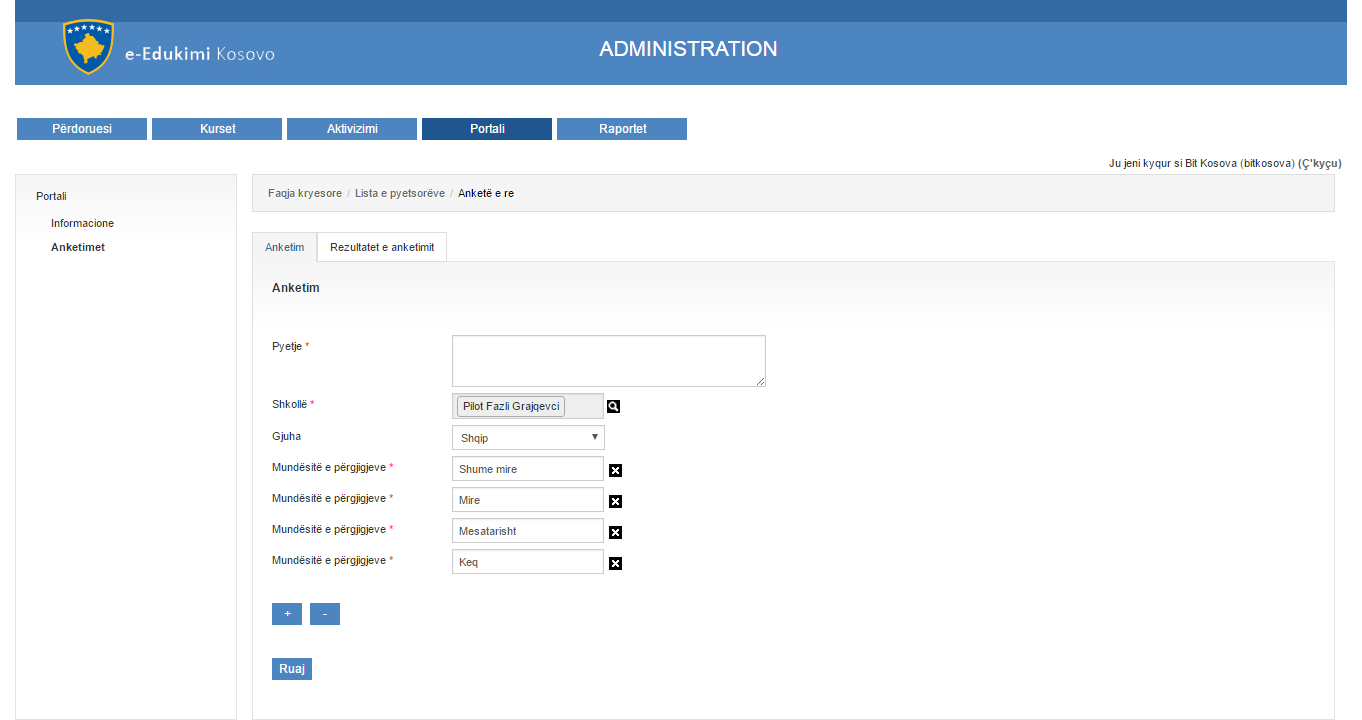 e-Edukimi Kosovo
ADMINISTRATION
Përdoruesi Kurset Aktivizimi Portali Raportet
Ju jeni kyqur si Bit Kosova (bitkosova) (Ç'kyçu)
Portali
Informacione
Anketimet
Faqja kryesore / Lista e pyetsorëve / Anketë e re
Anketim Rezultatet e anketimit
Anketim
Pyetje *
Shkollë * Pilot Fazli Grajqevci
Gjuha Shqip
Mundësitë e përgjigjeve * Shume mire
Mundësitë e përgjigjeve * Mire
Mundësitë e përgjigjeve * Mesatarisht
Mundësitë e përgjigjeve * Keq
+ -
Ruaj